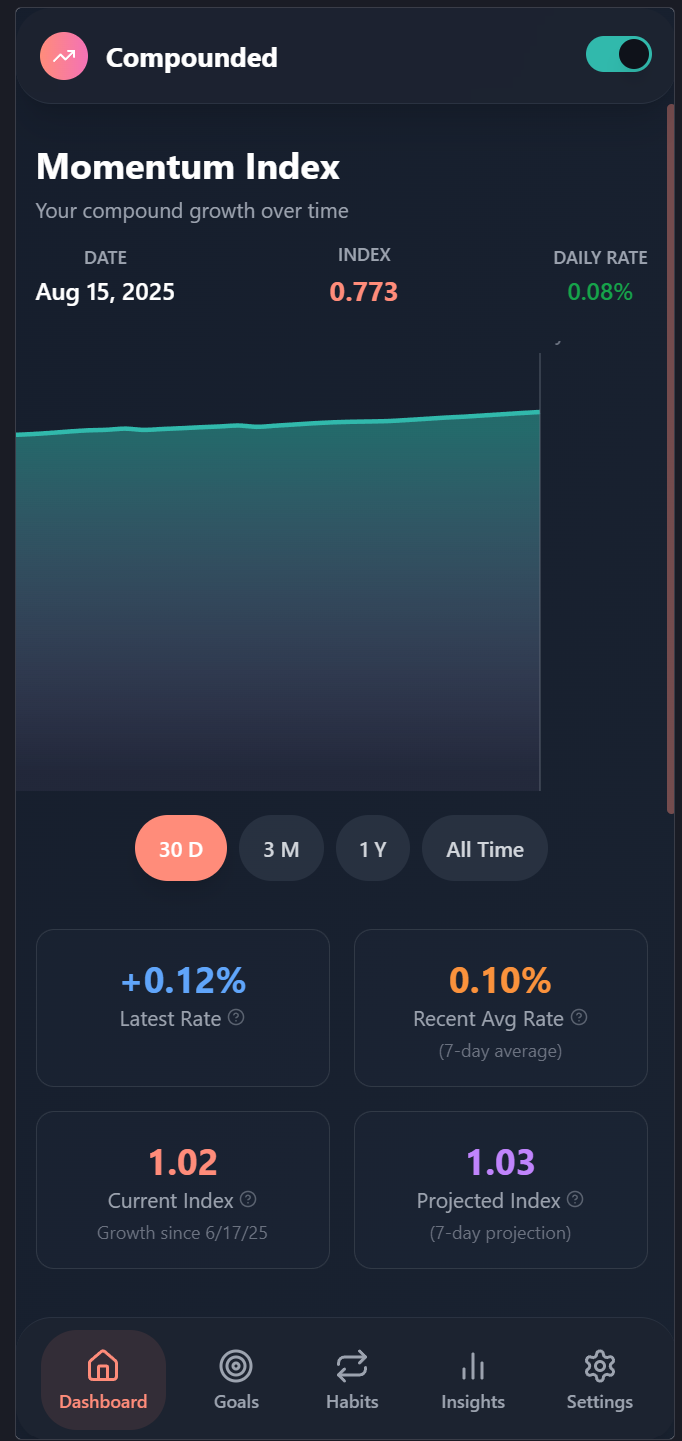 Compounded
Momentum Index
Your compound growth over time
DATE
INDEX
DAILY RATE
Aug 15, 2025
0.773
0.08%
30 D
3 M
1 Y
All Time
+0.12%
Latest Rate
0.10%
Recent Avg Rate
(7-day average)
1.02
Current Index
Growth since 6/17/25
1.03
Projected Index
(7-day projection)
Dashboard
Goals
Habits
Insights
Settings